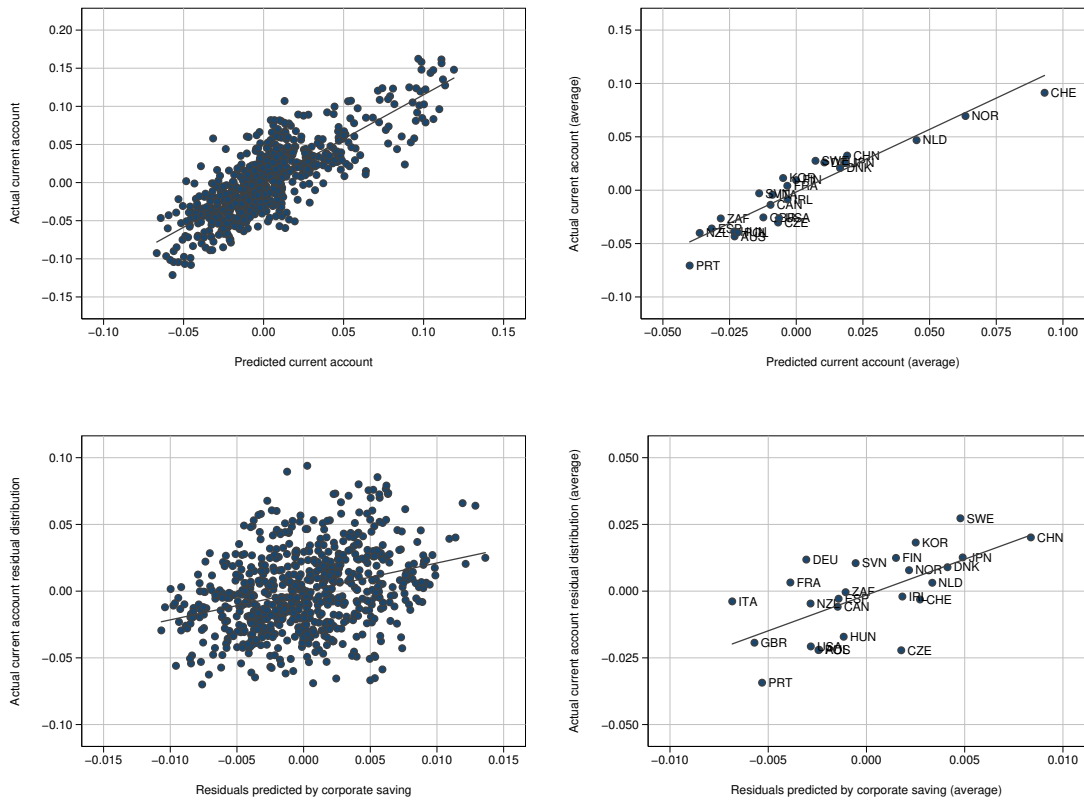 0.20
0.15
0.10
0.05
0.00
−0.05
−0.10
−0.15
Actual current account
−0.10 −0.05 0.00 0.05 0.10 0.15
Predicted current account
0.15
0.10
0.05
0.00
−0.05
−0.10
Actual current account (average)
CHE
NOR
NLD
CHN
SWE
JPN
DNK
KOR
FIN
FRA
SVN
IRL
CAN
ZAF
GBR
USA
CZE
ESP
NZL
AUS
PRT
−0.050 −0.025 0.000 0.025 0.050 0.075 0.100
Predicted current account (average)
0.10
0.05
0.00
−0.05
−0.10
Actual current account residual distribution
−0.015 −0.010 −0.005 0.000 0.005 0.010 0.015
Residuals predicted by corporate saving
0.050
0.025
0.000
−0.025
−0.050
Actual current account residual distribution (average)
SWE
CHN
KOR
DEU
SVN
FIN
JPN
DNK
NOR
FRA
NLD
ZAF
ESP
IRL
CHE
ITA
NZL
CAN
HUN
GBR
USA
CZE
PRT
−0.010 −0.005 0.000 0.005 0.010
Residuals predicted by corporate saving (average)